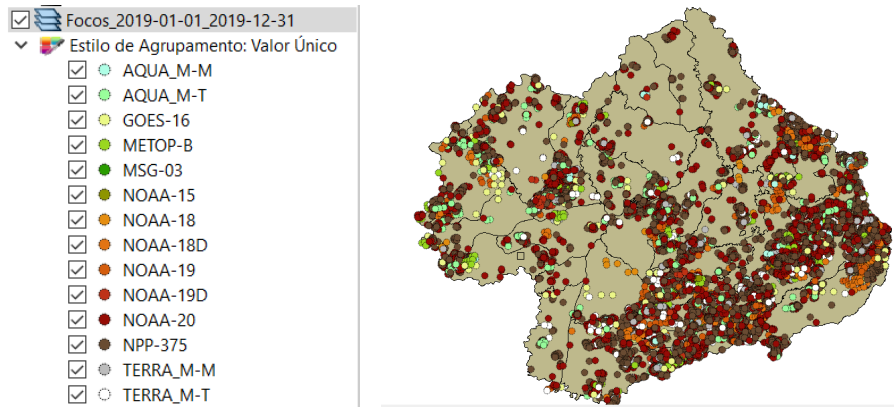 Focos_2019-01-01_2019-12-31
Estilo de Agrupamento: Valor Único
AQUA_M-M
AQUA_M-T
GOES-16
METOP-B
MSG-03
NOAA-15
NOAA-18
NOAA-18D
NOAA-19
NOAA-19D
NOAA-20
NPP-375
TERRA_M-M
TERRA_M-T